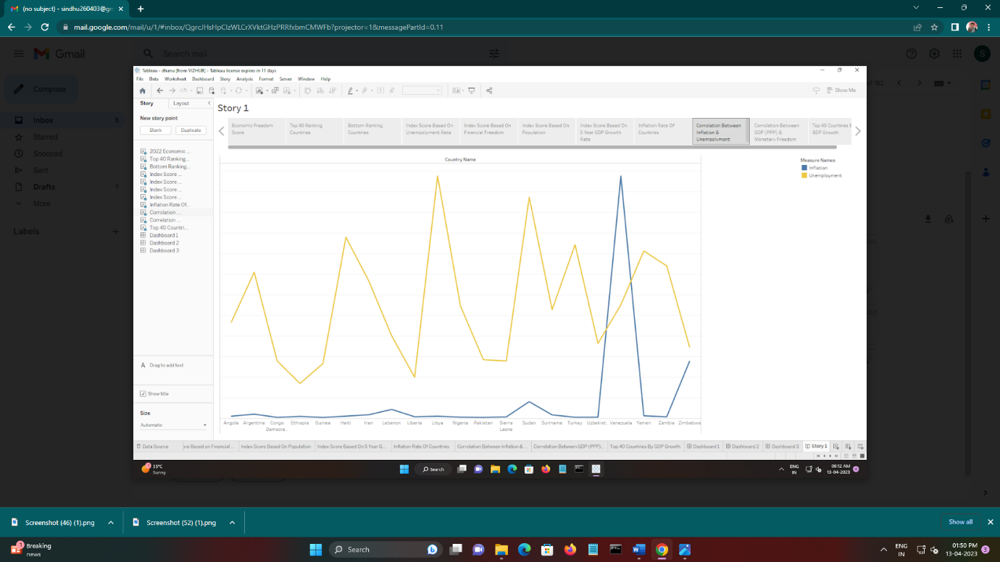 (no subject) - sindhu260403@gm
mail.google.com/mail/u/1/#inbox/QgrcJHsHpClzWLCrXVktGHzPRRfxbmCMWFb?projector=1&messagePartId=0.11
Gmail
Search mail
S
Compose
of 182
Inbox 5
Starred
Snoozed
Sent
Drafts
More
Labels
Tableau - dhanu [from VIZHUB] - Tableau license expires in 11 days
File Data Worksheet Dashboard Story Analysis Format Server Window Help
Show Me
Story Layout
New story point
Blank Duplicate
2022 Economic ...
Top 40 Ranking...
Bottom Ranking...
Index Score ...
Index Score ...
Index Score ...
Index Score ...
Inflation Rate Of...
Corrolation ...
Correlation ...
Top 40 Countri...
Dashboard 1
Dashboard 2
Dashboard 3
A Drag to add text
Show title
Size
Automatic
Story 1
Economic Freedom Score
Top 40 Ranking Countries
Bottom Ranking Countries
Index Score Based On Unemployment Rate
Index Score Based On Financial Freedom
Index Score Based On Population
Index Score Based On 5 Year GDP Growth Rate
Inflation Rate Of Countries
Corrolation Between Inflation & Unemployment
Correlation Between GDP (PPP) & Monetary Freedom
Top 40 Countries B GDP Growth
Country Name
Measure Names
Inflation
Unemployment
Angola Argentina Congo Democra.. Ethiopia Guinea Haiti Iran Lebanon Liberia Libya Nigeria Pakistan Sierra Leone Sudan Suriname Turkey Uzbekist.. Venezuela Yemen Zambia Zimbabwe
Data Source ore Based on Financial ... Index Score Based On Population Index Score Based On 5 Year G... Inflation Rate Of Countries Corrolation Between Inflation & ... Correlation Between GDP (PPP)... Top 40 Countries By GDP Growth Dashboard 1 Dashboard 2 Dashboard 3 Story 1
35°C
Sunny
Search
ENG
IN
06:12 AM
13-04-2023
4
Screenshot (46) (1).png
Screenshot (52) (1).png
Show all
1
Breaking
news
Search
ENG
IN
01:50 PM
13-04-2023
3